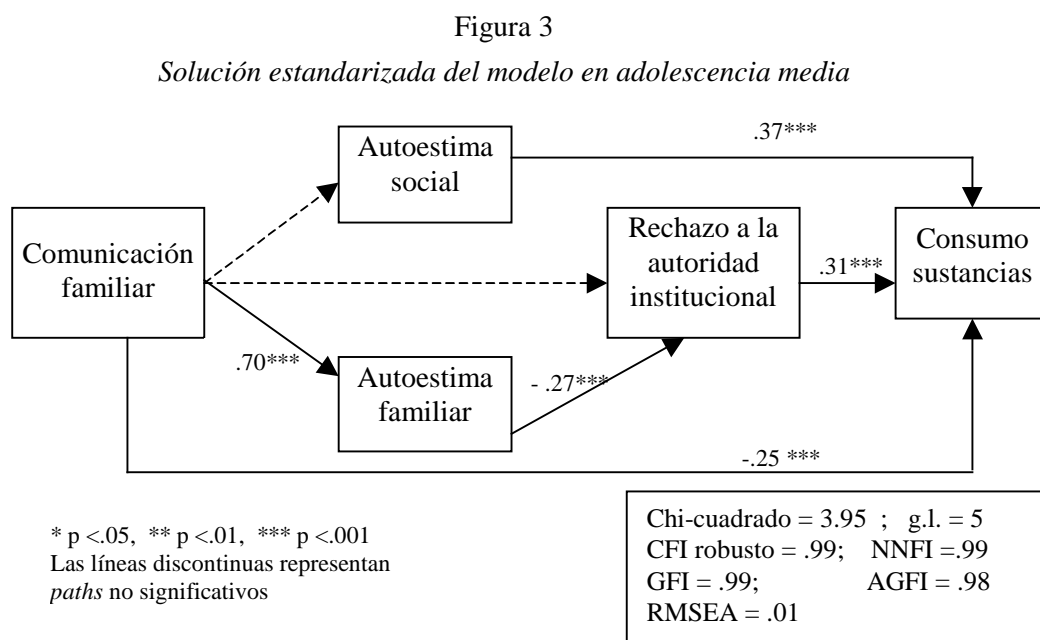 Figura 3
Solución estandarizada del modelo en adolescencia media
.37***
Autoestima
social
Comunicación
familiar
Rechazo a la
autoridad
institucional
.31***
Consumo
sustancias
.70***
Autoestima
familiar
- .27***
-.25 ***
* p <.05, ** p <.01, *** p <.001
Las líneas discontinuas representan
paths no significativos
Chi-cuadrado = 3.95 ; g.l. = 5
CFI robusto = .99; NNFI =.99
GFI = .99; AGFI = .98
RMSEA = .01